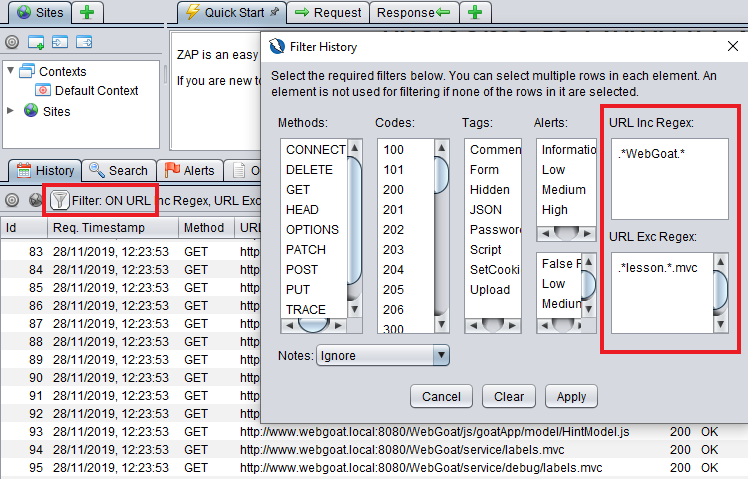 Sites
Quick Start
Request
Response
Contexts
Default Context
Sites
ZAP is an easy
If you are new to
Filter History
Select the required filters below. You can select multiple rows in each element. An
element is not used for filtering if none of the rows in it are selected.
Methods:
CONNECT
DELETE
GET
HEAD
OPTIONS
PATCH
POST
PUT
TRACE
Codes:
100
101
200
201
202
203
204
205
206
300
Tags:
Commen
Form
Hidden
JSON
Password
Script
SetCooki
Upload
Alerts:
Informatio
Low
Medium
High
False P
Low
Medium
URL Inc Regex:
.*WebGoat.*
URL Exc Regex:
.*lesson.*.mvc
Notes: Ignore
Cancel Clear Apply
History Search Alerts O
Filter: ON URL Inc Regex, URL Exc
Id Req. Timestamp Method URL
83 28/11/2019, 12:23:53 GET http
84 28/11/2019, 12:23:53 GET http
85 28/11/2019, 12:23:53 GET http
86 28/11/2019, 12:23:53 GET http
87 28/11/2019, 12:23:53 GET http
88 28/11/2019, 12:23:53 GET http
89 28/11/2019, 12:23:53 GET http
90 28/11/2019, 12:23:53 GET http
91 28/11/2019, 12:23:53 GET http
92 28/11/2019, 12:23:53 GET http
93 28/11/2019, 12:23:53 GET http://www.webgoat.local:8080/WebGoat/js/goatApp/model/HintModel.js 200 OK
94 28/11/2019, 12:23:53 GET http://www.webgoat.local:8080/WebGoat/service/labels.mvc 200 OK
95 28/11/2019, 12:23:53 GET http://www.webgoat.local:8080/WebGoat/service/debug/labels.mvc 200 OK